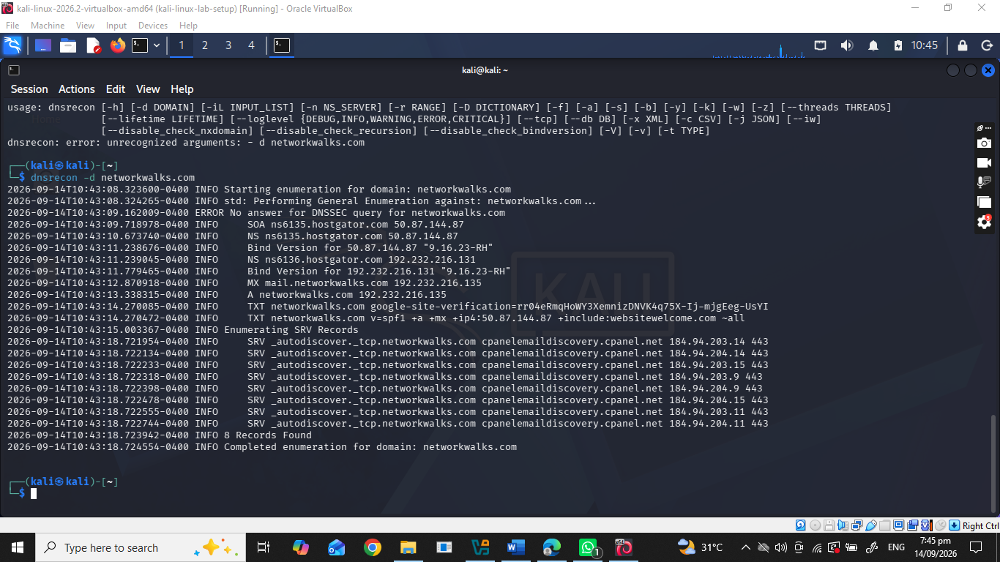 kali-linux-2026.2-virtualbox-amd64 (kali-linux-lab-setup) [Running] - Oracle VirtualBox
File Machine View Input Devices Help
1 2 3 4 10:45
kali@kali: ~
Session Actions Edit View Help
usage: dnsrecon [-h] [-d DOMAIN] [-iL INPUT_LIST] [-n NS_SERVER] [-r RANGE] [-D DICTIONARY] [-f] [-a] [-s] [-b] [-y] [-k] [-w] [-z] [--threads THREADS]
[--lifetime LIFETIME] [--loglevel {DEBUG,INFO,WARNING,ERROR,CRITICAL}] [--tcp] [--db DB] [-x XML] [-c CSV] [-j JSON] [--iw]
[--disable_check_nxdomain] [--disable_check_recursion] [--disable_check_bindversion] [-V] [-v] [-t TYPE]
dnsrecon: error: unrecognized arguments: - d networkwalks.com
┌──(kali㉿kali)-[~]
└─$ dnsrecon -d networkwalks.com
2026-09-14T10:43:08.323600-0400 INFO Starting enumeration for domain: networkwalks.com
2026-09-14T10:43:08.324265-0400 INFO std: Performing General Enumeration against: networkwalks.com...
2026-09-14T10:43:09.162009-0400 ERROR No answer for DNSSEC query for networkwalks.com
2026-09-14T10:43:09.718978-0400 INFO SOA ns6135.hostgator.com 50.87.144.87
2026-09-14T10:43:10.673740-0400 INFO NS ns6135.hostgator.com 50.87.144.87
2026-09-14T10:43:11.238676-0400 INFO Bind Version for 50.87.144.87 "9.16.23-RH"
2026-09-14T10:43:11.239045-0400 INFO NS ns6136.hostgator.com 192.232.216.131
2026-09-14T10:43:11.779465-0400 INFO Bind Version for 192.232.216.131 "9.16.23-RH"
2026-09-14T10:43:12.870918-0400 INFO MX mail.networkwalks.com 192.232.216.135
2026-09-14T10:43:13.338315-0400 INFO A networkwalks.com 192.232.216.135
2026-09-14T10:43:14.270085-0400 INFO TXT networkwalks.com google-site-verification=rr04eRmqHoWY3XemnizDNVK4q75X-Ij-mjgEeg-UsYI
2026-09-14T10:43:14.270472-0400 INFO TXT networkwalks.com v=spf1 +a +mx +ip4:50.87.144.87 +include:websitewelcome.com ~all
2026-09-14T10:43:15.003367-0400 INFO Enumerating SRV Records
2026-09-14T10:43:18.721954-0400 INFO SRV _autodiscover._tcp.networkwalks.com cpanelemaildiscovery.cpanel.net 184.94.203.14 443
2026-09-14T10:43:18.722134-0400 INFO SRV _autodiscover._tcp.networkwalks.com cpanelemaildiscovery.cpanel.net 184.94.204.14 443
2026-09-14T10:43:18.722233-0400 INFO SRV _autodiscover._tcp.networkwalks.com cpanelemaildiscovery.cpanel.net 184.94.203.15 443
2026-09-14T10:43:18.722318-0400 INFO SRV _autodiscover._tcp.networkwalks.com cpanelemaildiscovery.cpanel.net 184.94.203.9 443
2026-09-14T10:43:18.722398-0400 INFO SRV _autodiscover._tcp.networkwalks.com cpanelemaildiscovery.cpanel.net 184.94.204.9 443
2026-09-14T10:43:18.722478-0400 INFO SRV _autodiscover._tcp.networkwalks.com cpanelemaildiscovery.cpanel.net 184.94.204.15 443
2026-09-14T10:43:18.722555-0400 INFO SRV _autodiscover._tcp.networkwalks.com cpanelemaildiscovery.cpanel.net 184.94.203.11 443
2026-09-14T10:43:18.722744-0400 INFO SRV _autodiscover._tcp.networkwalks.com cpanelemaildiscovery.cpanel.net 184.94.204.11 443
2026-09-14T10:43:18.723942-0400 INFO 8 Records Found
2026-09-14T10:43:18.724554-0400 INFO Completed enumeration for domain: networkwalks.com
┌──(kali㉿kali)-[~]
└─$
KALI
5
Right Ctrl
Type here to search
1
31°C
ENG
7:45 pm
14/09/2026